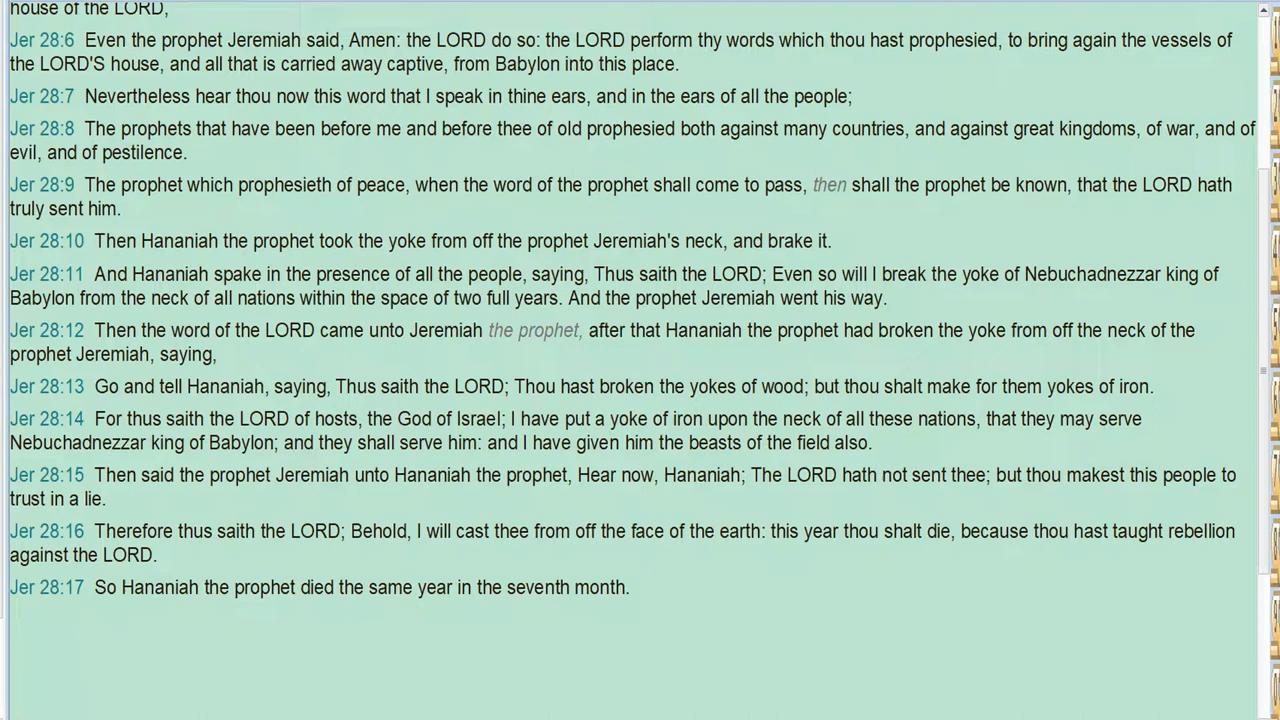 house of the LORD,
Jer 28:6 Even the prophet Jeremiah said, Amen: the LORD do so: the LORD perform thy words which thou hast prophesied, to bring again the vessels of
the LORD'S house, and all that is carried away captive, from Babylon into this place.
Jer 28:7 Nevertheless hear thou now this word that I speak in thine ears, and in the ears of all the people;
Jer 28:8 The prophets that have been before me and before thee of old prophesied both against many countries, and against great kingdoms, of war, and of
evil, and of pestilence.
Jer 28:9 The prophet which prophesieth of peace, when the word of the prophet shall come to pass, then shall the prophet be known, that the LORD hath
truly sent him.
Jer 28:10 Then Hananiah the prophet took the yoke from off the prophet Jeremiah's neck, and brake it.
Jer 28:11 And Hananiah spake in the presence of all the people, saying, Thus saith the LORD; Even so will I break the yoke of Nebuchadnezzar king of
Babylon from the neck of all nations within the space of two full years. And the prophet Jeremiah went his way.
Jer 28:12 Then the word of the LORD came unto Jeremiah the prophet, after that Hananiah the prophet had broken the yoke from off the neck of the
prophet Jeremiah, saying,
Jer 28:13 Go and tell Hananiah, saying, Thus saith the LORD; Thou hast broken the yokes of wood; but thou shalt make for them yokes of iron.
Jer 28:14 For thus saith the LORD of hosts, the God of Israel; I have put a yoke of iron upon the neck of all these nations, that they may serve
Nebuchadnezzar king of Babylon; and they shall serve him: and I have given him the beasts of the field also.
Jer 28:15 Then said the prophet Jeremiah unto Hananiah the prophet, Hear now, Hananiah; The LORD hath not sent thee; but thou makest this people to
trust in a lie.
Jer 28:16 Therefore thus saith the LORD; Behold, I will cast thee from off the face of the earth: this year thou shalt die, because thou hast taught rebellion
against the LORD.
Jer 28:17 So Hananiah the prophet died the same year in the seventh month.